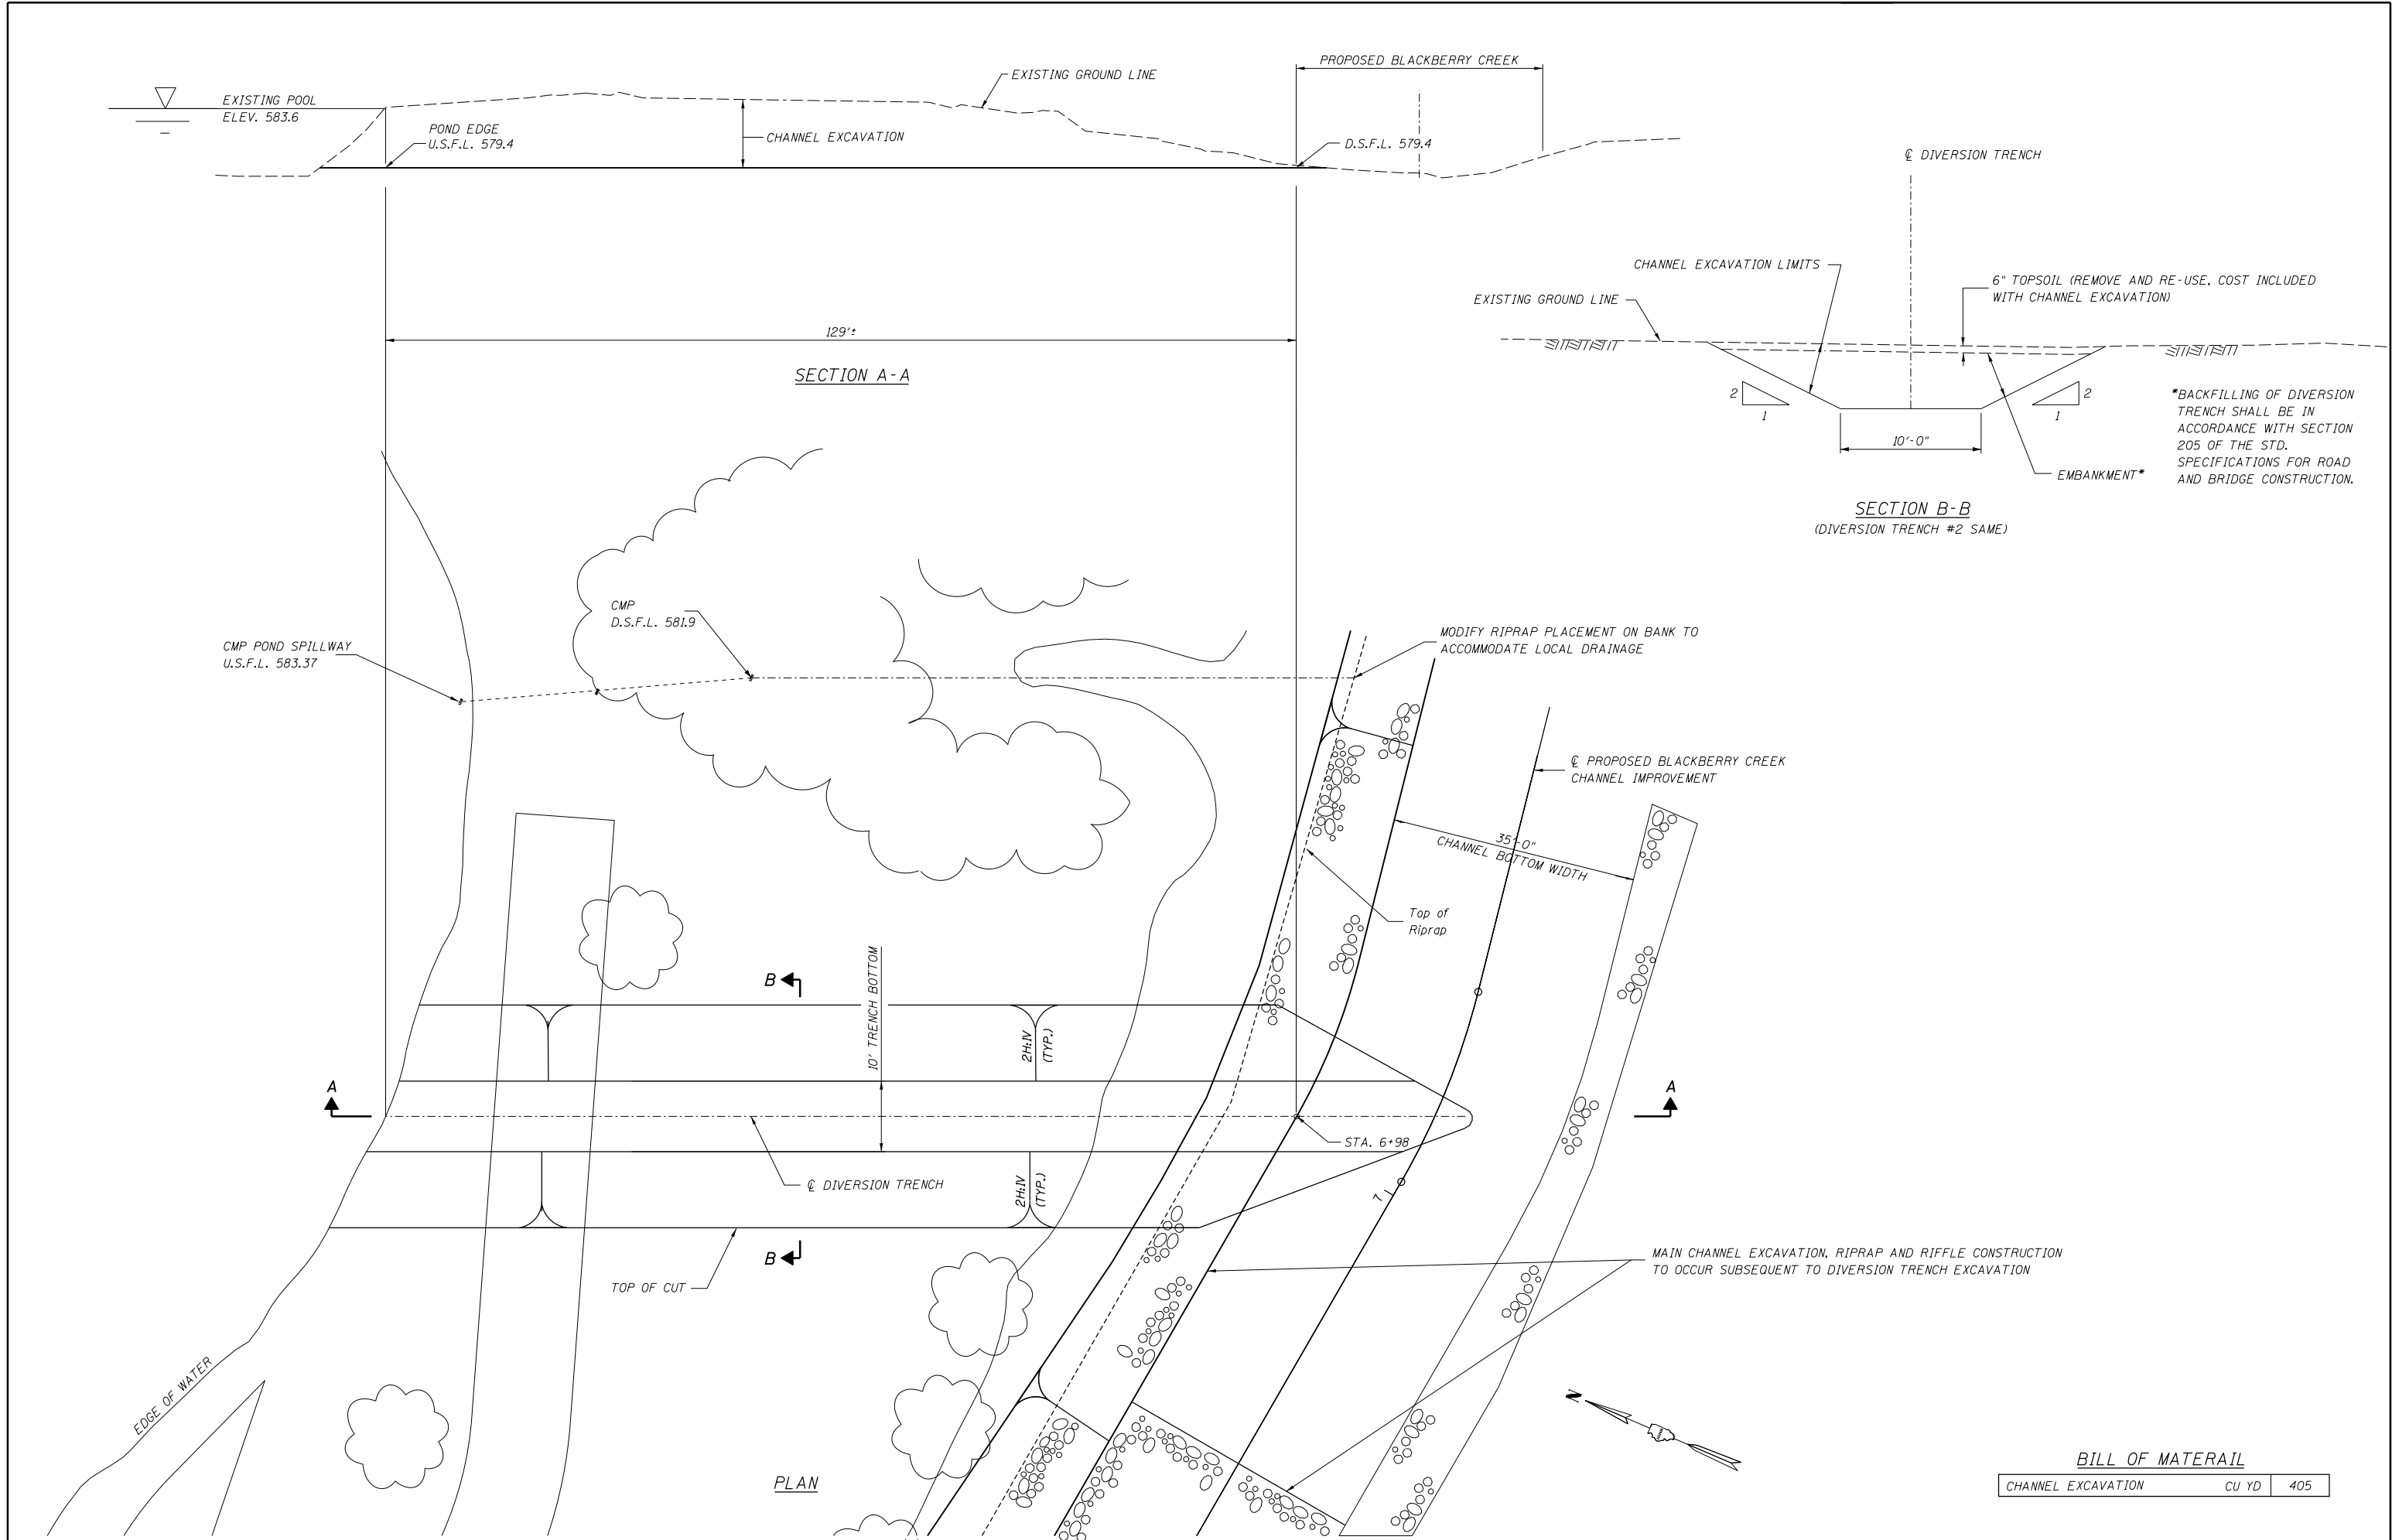 EXISTING POOL
ELEV. 583.6
POND EDGE
U.S.F.L. 579.4
EXISTING GROUND LINE
CHANNEL EXCAVATION
PROPOSED BLACKBERRY CREEK
D.S.F.L. 579.4
129'±
SECTION A-A
℄ DIVERSION TRENCH
CHANNEL EXCAVATION LIMITS
EXISTING GROUND LINE
6" TOPSOIL (REMOVE AND RE-USE, COST INCLUDED
WITH CHANNEL EXCAVATION)
2
1
10'-0"
2
1
EMBANKMENT*
*BACKFILLING OF DIVERSION
TRENCH SHALL BE IN
ACCORDANCE WITH SECTION
205 OF THE STD.
SPECIFICATIONS FOR ROAD
AND BRIDGE CONSTRUCTION.
SECTION B-B
(DIVERSION TRENCH #2 SAME)
CMP
D.S.F.L. 581.9
CMP POND SPILLWAY
U.S.F.L. 583.37
MODIFY RIPRAP PLACEMENT ON BANK TO
ACCOMMODATE LOCAL DRAINAGE
℄ PROPOSED BLACKBERRY CREEK
CHANNEL IMPROVEMENT
35'-0"
CHANNEL BOTTOM WIDTH
Top of
Riprap
B
10' TRENCH BOTTOM
2H:1V
(TYP.)
A
A
STA. 6+98
℄ DIVERSION TRENCH
2H:1V
(TYP.)
7
B
TOP OF CUT
MAIN CHANNEL EXCAVATION, RIPRAP AND RIFFLE CONSTRUCTION
TO OCCUR SUBSEQUENT TO DIVERSION TRENCH EXCAVATION
EDGE OF WATER
N
PLAN
BILL OF MATERAIL
CHANNEL EXCAVATION CU YD 405